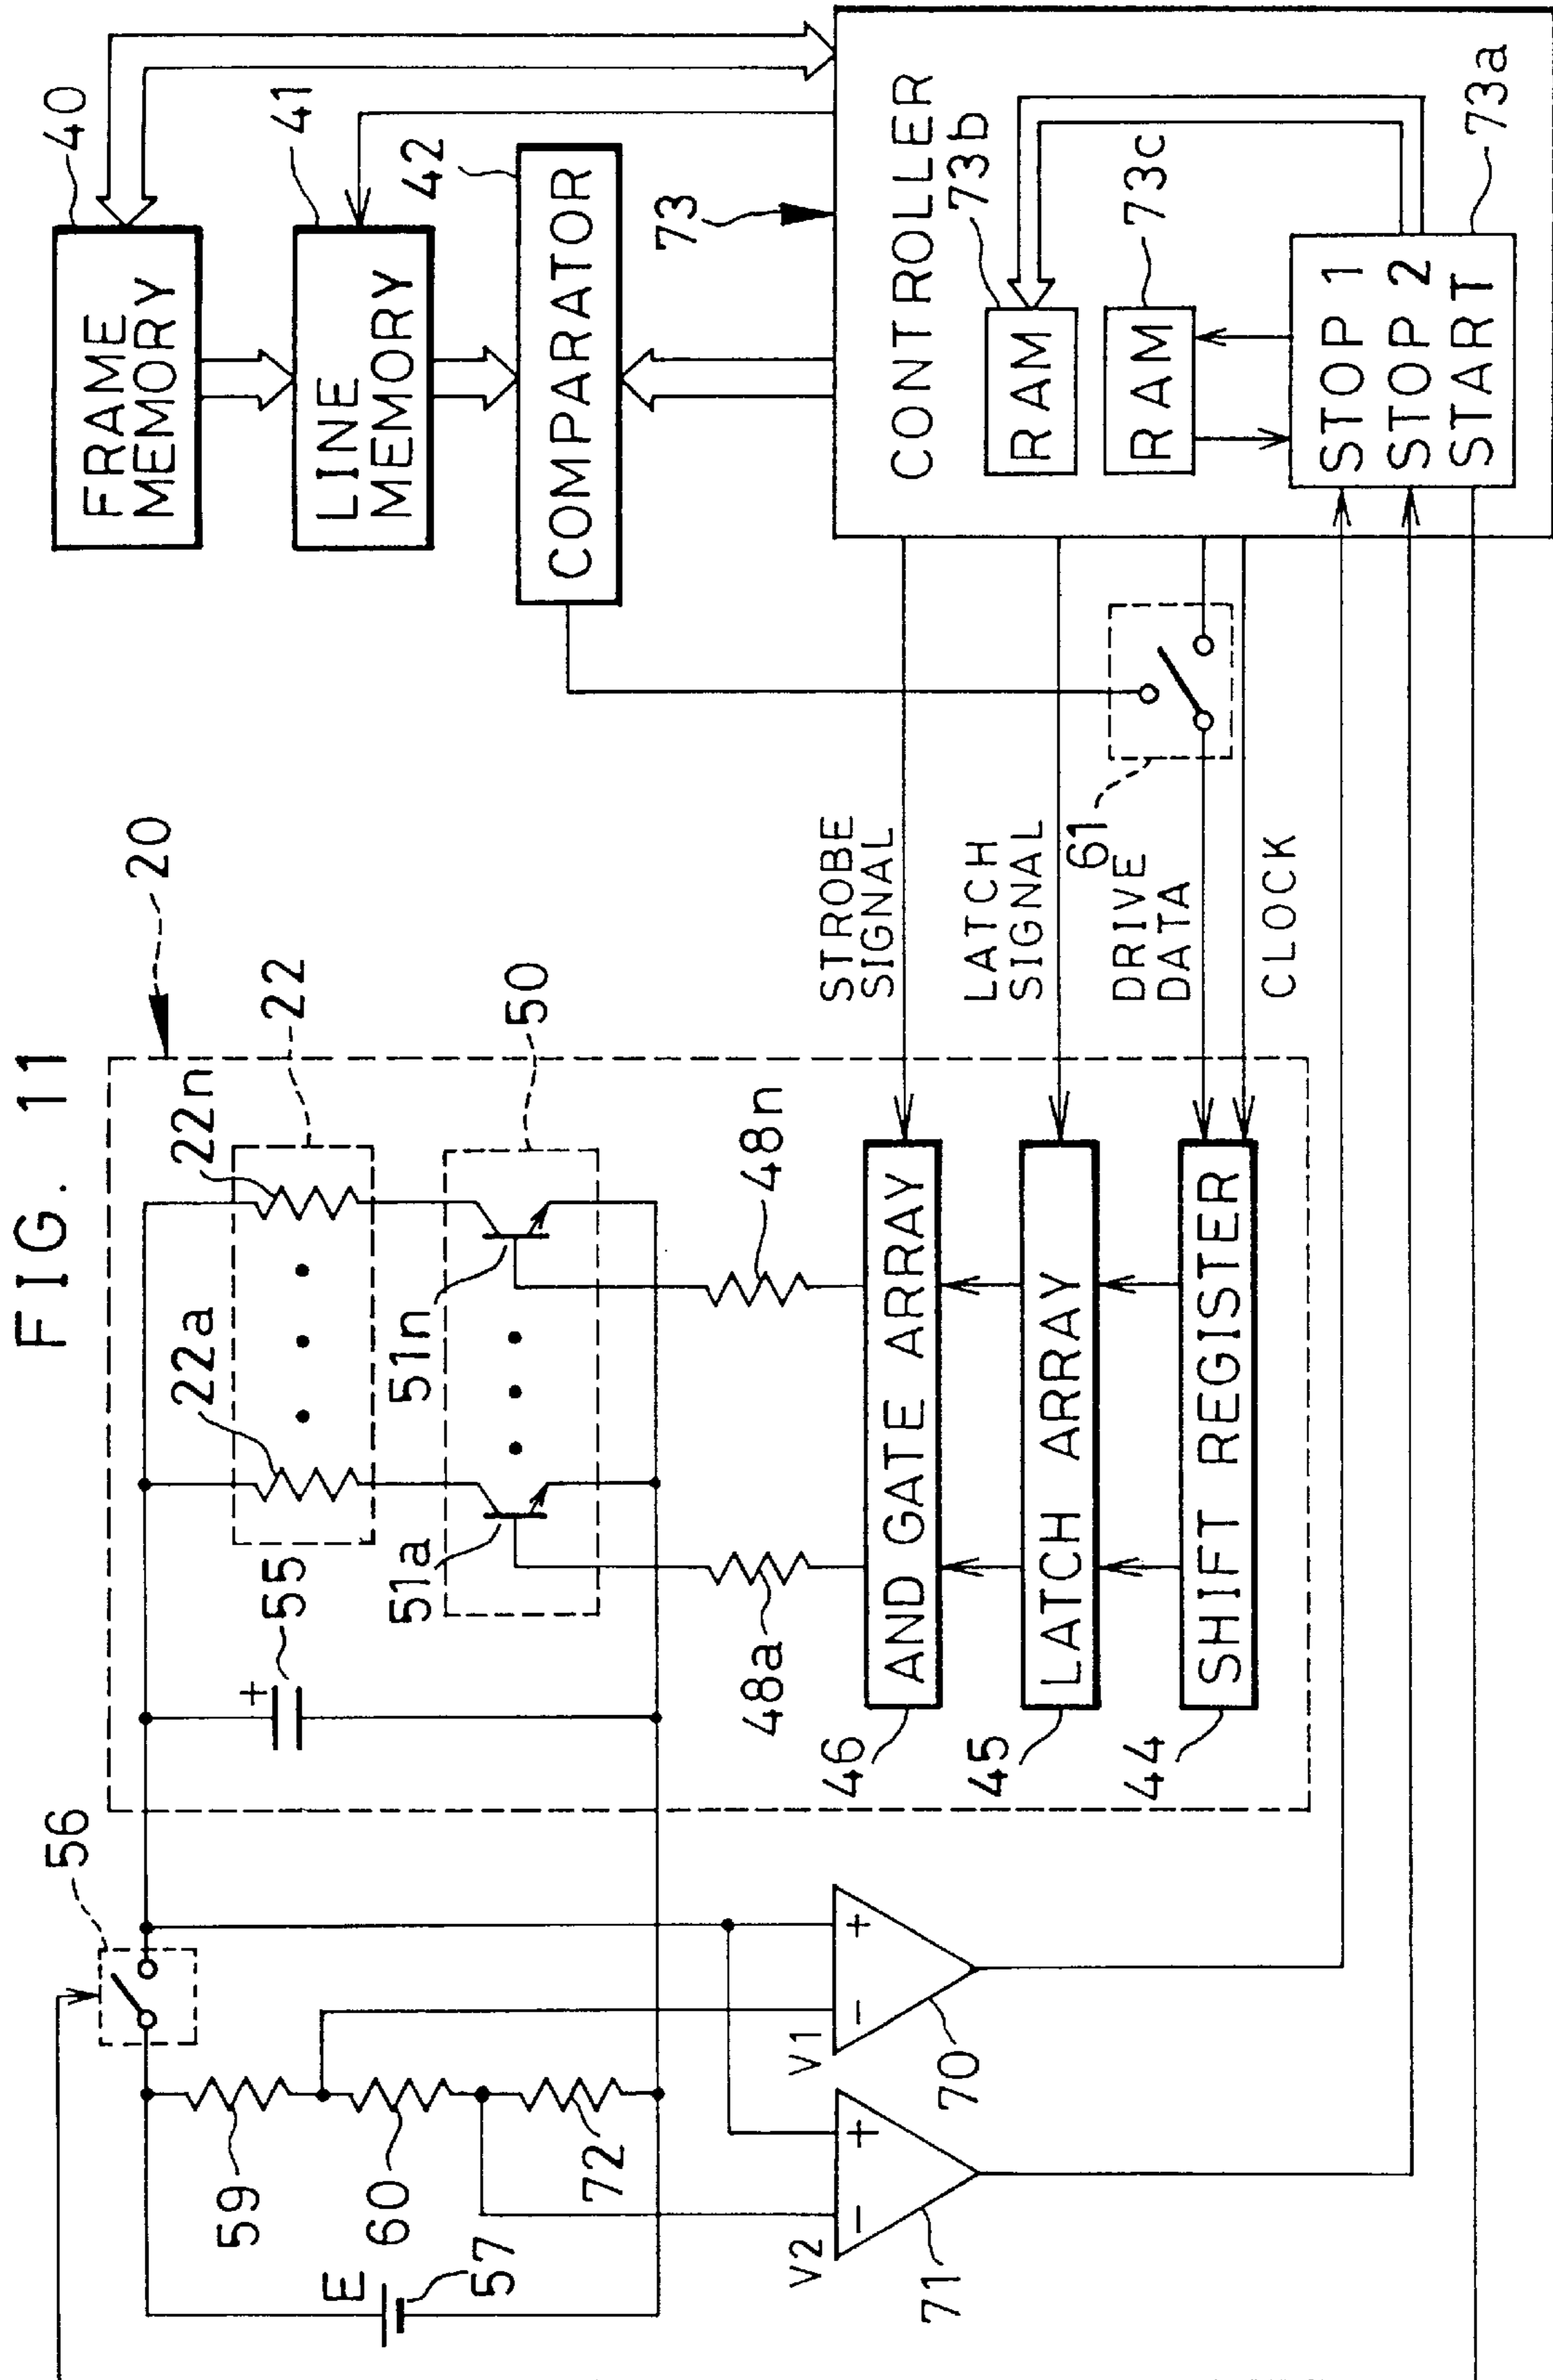 FIG. 11
56
20
55
22a
22n
22
51a
51n
50
48a
48n
59
60
72
E
57
V1
V2
70
71
46
AND GATE ARRAY
45
LATCH ARRAY
44
SHIFT REGISTER
STROBE
SIGNAL
LATCH
SIGNAL
61
DRIVE
DATA
CLOCK
FRAME
MEMORY
40
LINE
MEMORY
41
COMPARATOR
42
73
CONTROLLER
RAM
73b
RAM
73c
STOP 1
STOP 2
START
73a
+
+
-
+
-